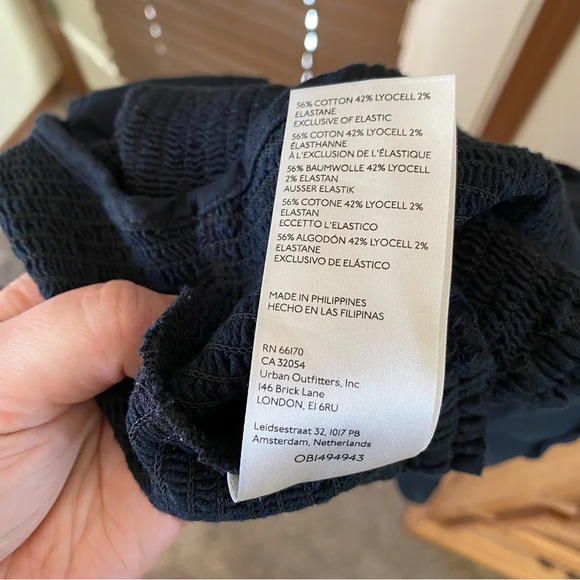 56% COTTON 42% LYOCELL 2%
ELASTANE
EXCLUSIVE OF ELASTIC
56% COTON 42% LYOCELL 2%
ÉLASTHANNE
À L'EXCLUSION DE L'ÉLASTIQUE
56% BAUMWOLLE 42% LYOCELL
2% ELASTAN
AUSSER ELASTIK
56% COTONE 42% LYOCELL 2%
ELASTAN
ECCETTO L'ELASTICO
56% ALGODÓN 42% LYOCELL 2%
ELASTANE
EXCLUSIVO DE ELÁSTICO
MADE IN PHILIPPINES
HECHO EN LAS FILIPINAS
RN 66170
CA 32054
Urban Outfitters, Inc
146 Brick Lane
LONDON, E1 6RU
Leidsestraat 32, 1017 PB
Amsterdam, Netherlands
OB1494943